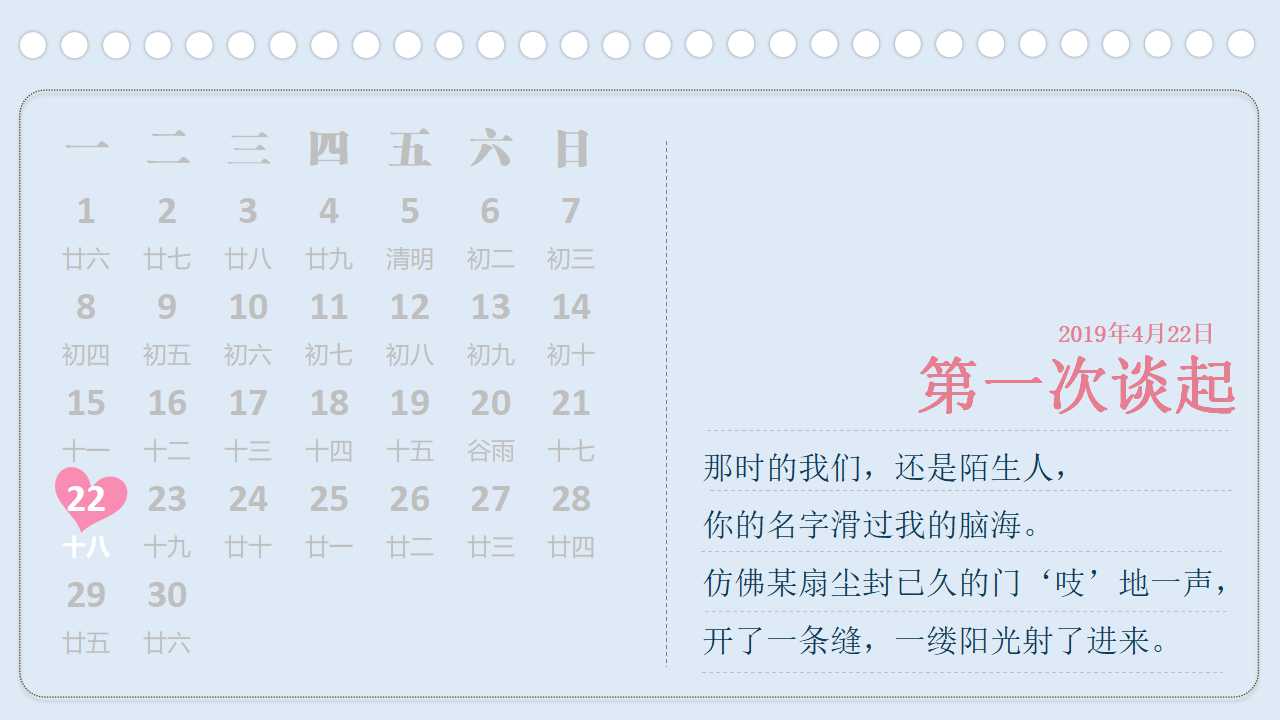 一 二 三 四 五 六 日
1 2 3 4 5 6 7
廿六 廿七 廿八 廿九 清明 初二 初三
8 9 10 11 12 13 14
初四 初五 初六 初七 初八 初九 初十
15 16 17 18 19 20 21
十一 十二 十三 十四 十五 谷雨 十七
22 23 24 25 26 27 28
十八 十九 廿十 廿一 廿二 廿三 廿四
29 30
廿五 廿六
2019年4月22日
第一次谈起
那时的我们，还是陌生人，
你的名字滑过我的脑海。
仿佛某扇尘封已久的门‘吱’地一声，
开了一条缝，一缕阳光射了进来。